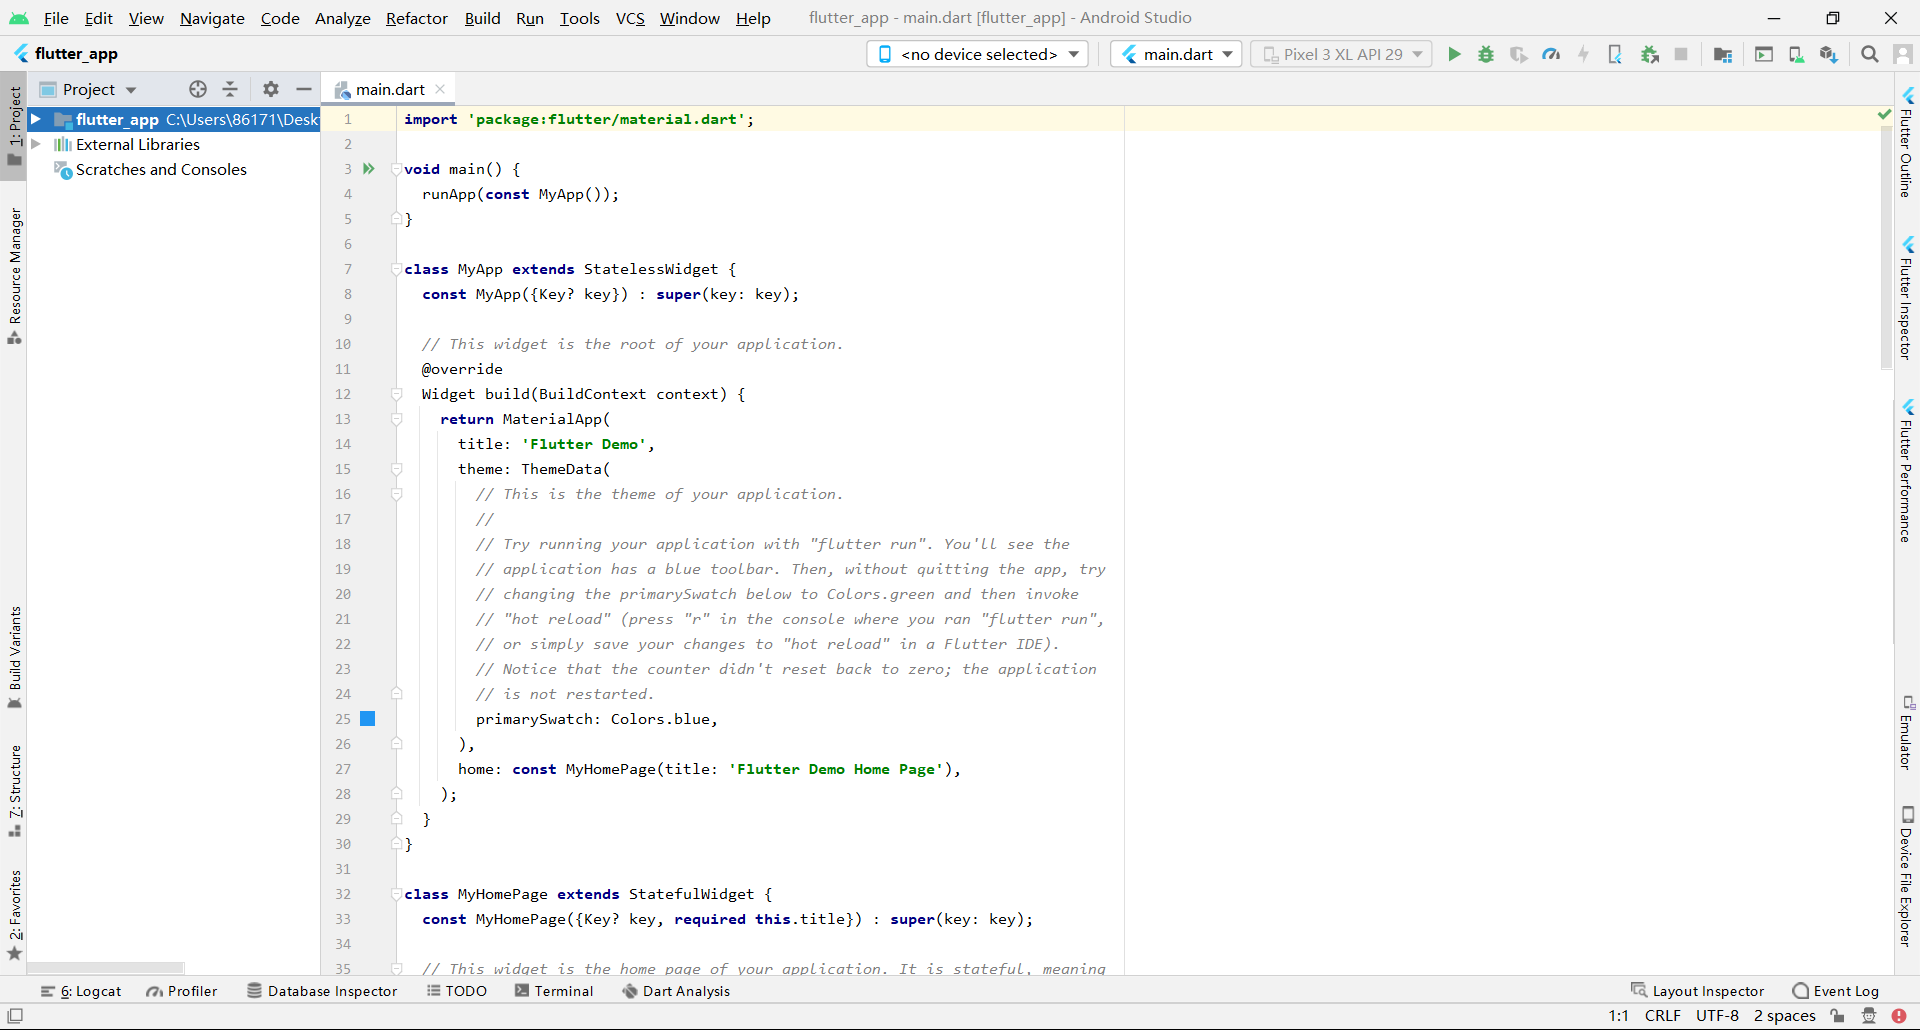 File Edit View Navigate Code Analyze Refactor Build Run Tools VCS Window Help flutter_app - main.dart [flutter_app] - Android Studio
flutter_app <no device selected> main.dart Pixel 3 XL API 29
Project main.dart
flutter_app C:\Users\86171\Desk
External Libraries
Scratches and Consoles
1: Project
Resource Manager
Build Variants
7: Structure
2: Favorites
1 import 'package:flutter/material.dart';
2
3 void main() {
4 runApp(const MyApp());
5 }
6
7 class MyApp extends StatelessWidget {
8 const MyApp({Key? key}) : super(key: key);
9
10 // This widget is the root of your application.
11 @override
12 Widget build(BuildContext context) {
13 return MaterialApp(
14 title: 'Flutter Demo',
15 theme: ThemeData(
16 // This is the theme of your application.
17 //
18 // Try running your application with "flutter run". You'll see the
19 // application has a blue toolbar. Then, without quitting the app, try
20 // changing the primarySwatch below to Colors.green and then invoke
21 // "hot reload" (press "r" in the console where you ran "flutter run",
22 // or simply save your changes to "hot reload" in a Flutter IDE).
23 // Notice that the counter didn't reset back to zero; the application
24 // is not restarted.
25 primarySwatch: Colors.blue,
26 ),
27 home: const MyHomePage(title: 'Flutter Demo Home Page'),
28 );
29 }
30 }
31
32 class MyHomePage extends StatefulWidget {
33 const MyHomePage({Key? key, required this.title}) : super(key: key);
34
35 // This widget is the home page of your application. It is stateful, meaning
Flutter Outline
Flutter Inspector
Flutter Performance
Emulator
Device File Explorer
6: Logcat Profiler Database Inspector TODO Terminal Dart Analysis Layout Inspector Event Log
1:1 CRLF UTF-8 2 spaces